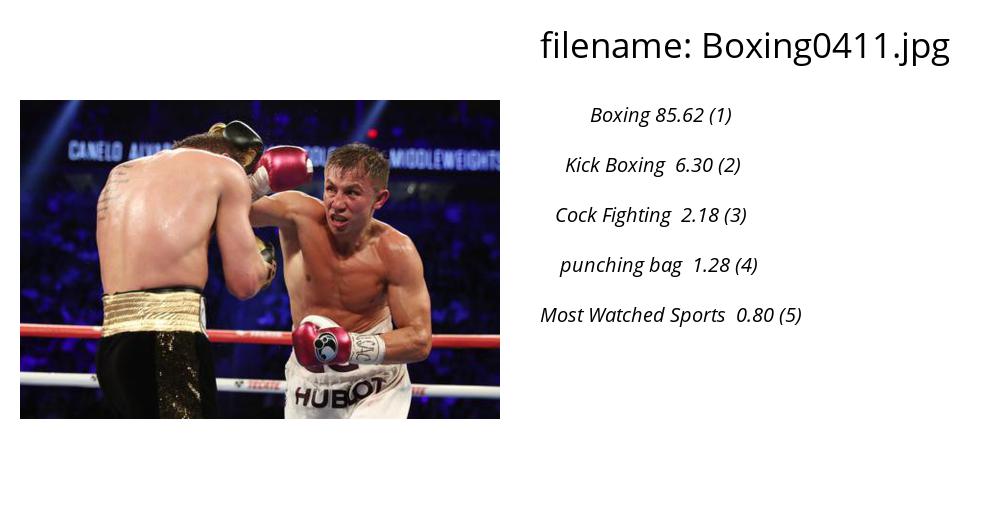 filename: Boxing0411.jpg
Boxing 85.62 (1)
Kick Boxing 6.30 (2)
Cock Fighting 2.18 (3)
punching bag 1.28 (4)
Most Watched Sports 0.80 (5)
CANELO
MIDDLEWEIGHTS
TECATE
TECATE
HUBLOT